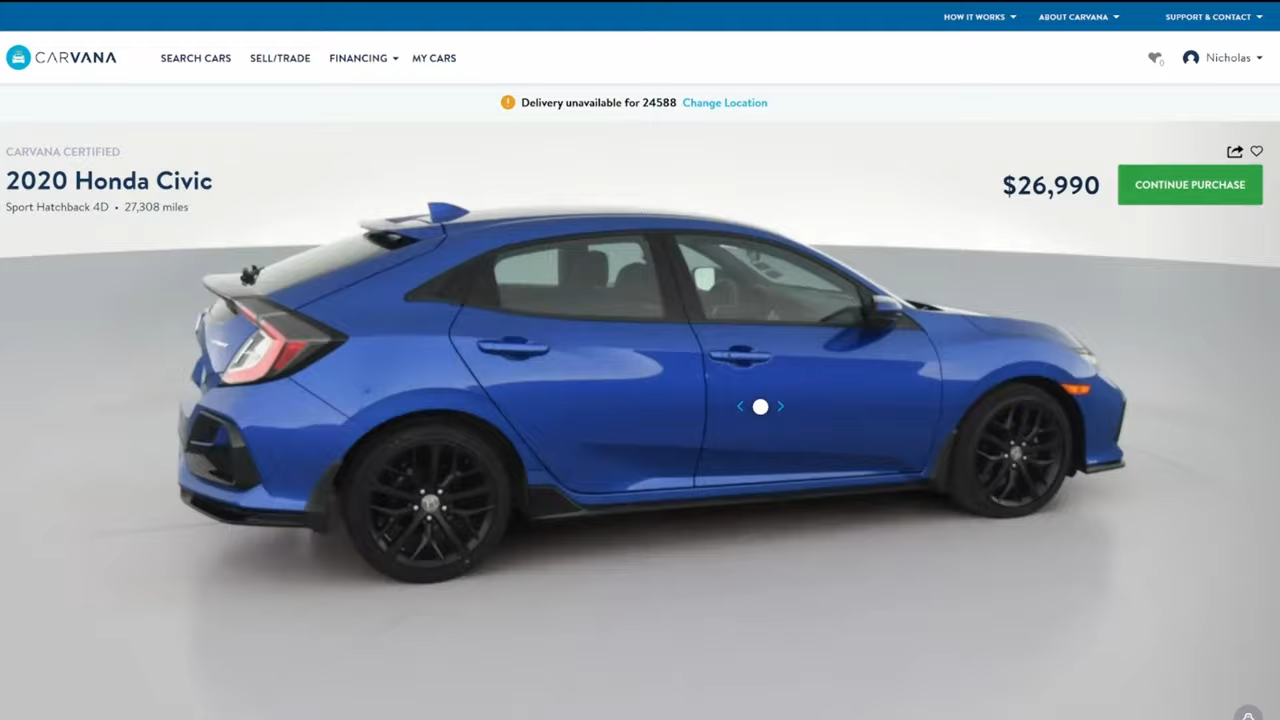 HOW IT WORKS ABOUT CARVANA SUPPORT & CONTACT
CARVANA SEARCH CARS SELL/TRADE FINANCING MY CARS 0 Nicholas
Delivery unavailable for 24588 Change Location
CARVANA CERTIFIED
2020 Honda Civic
Sport Hatchback 4D • 27,308 miles
$26,990 CONTINUE PURCHASE